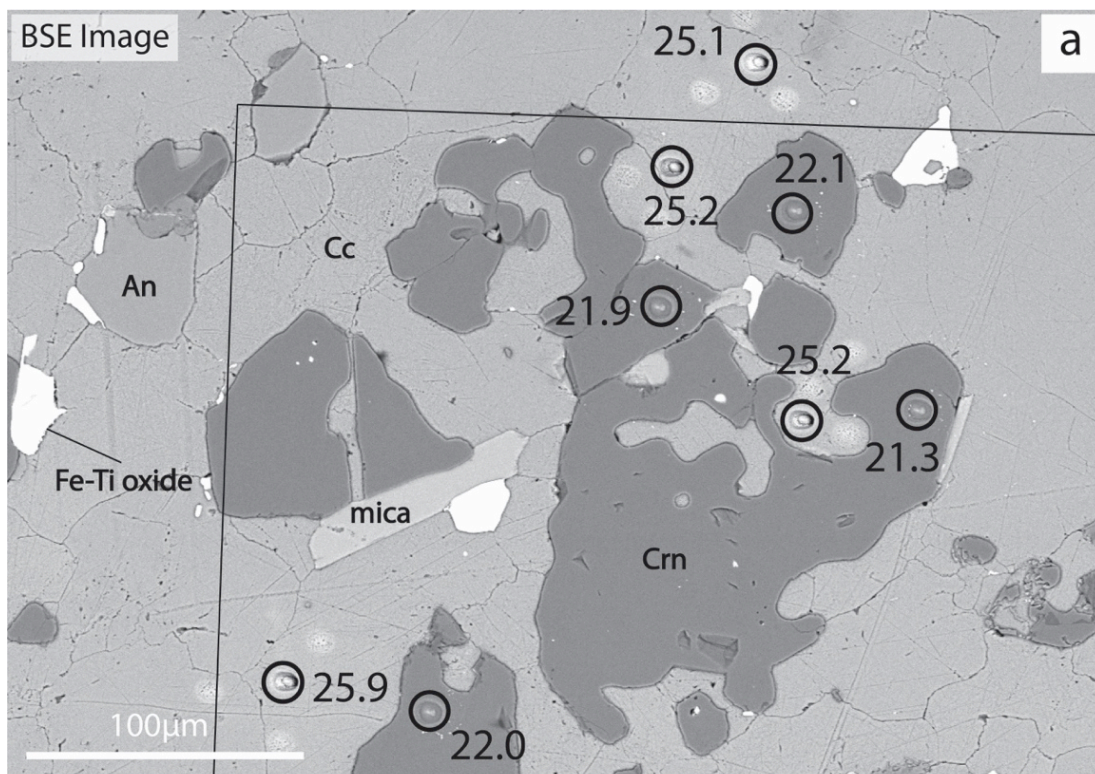 BSE Image
a
25.1
25.2
22.1
Cc
An
21.9
25.2
21.3
Fe-Ti oxide
mica
Crn
25.9
22.0
100μm